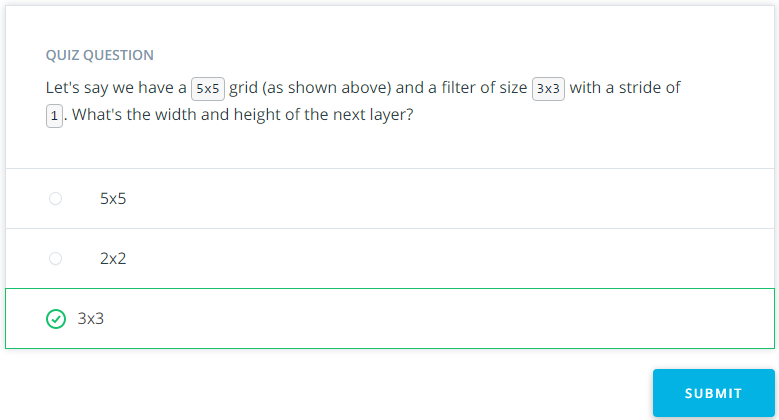 QUIZ QUESTION
Let's say we have a 5x5 grid (as shown above) and a filter of size 3x3 with a stride of
1. What's the width and height of the next layer?
5x5
2x2
3x3
SUBMIT